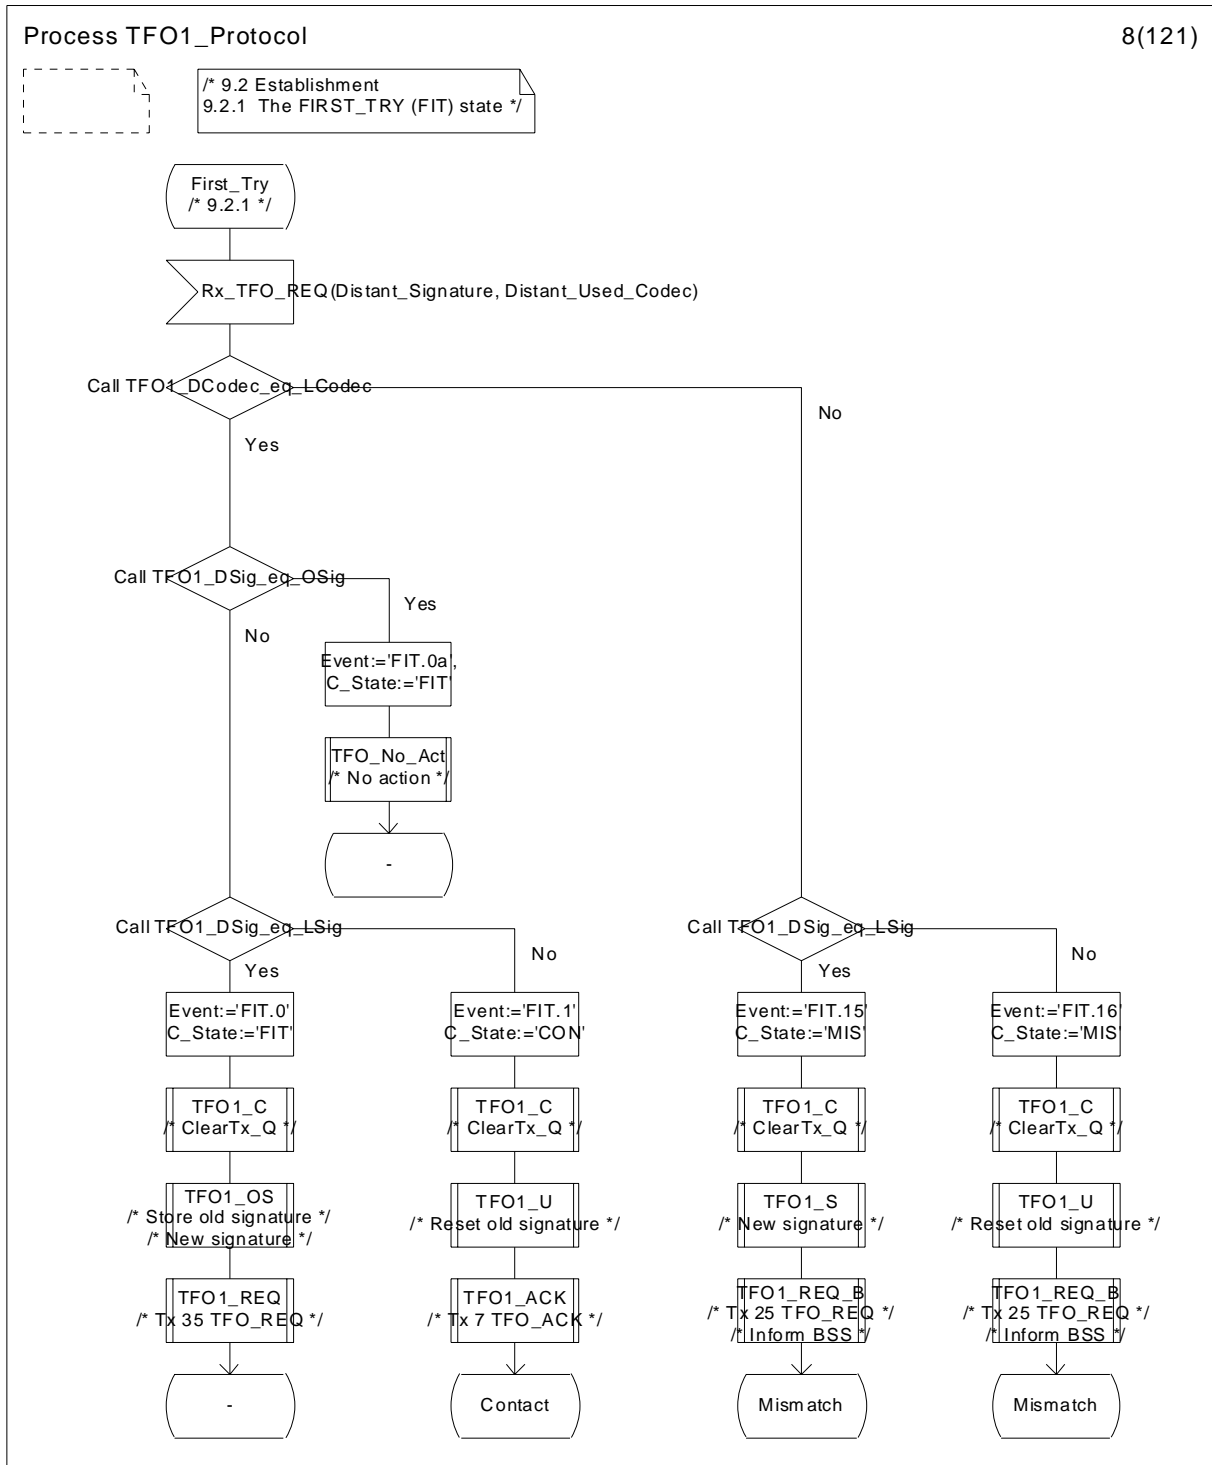 Process TFO1_Protocol
8(121)
/* 9.2 Establishment
9.2.1 The FIRST_TRY (FIT) state */
First_Try
/* 9.2.1 */
Rx_TFO_REQ(Distant_Signature, Distant_Used_Codec)
Call TFO1_DCodec_eq_LCodec
No
Yes
Call TFO1_DSig_eq_OSig
Yes
No
Event:='FIT.0a',
C_State:='FIT'
TFO_No_Act
/* No action */
-
Call TFO1_DSig_eq_LSig
No
Yes
Call TFO1_DSig_eq_LSig
No
Yes
Event:='FIT.0'
C_State:='FIT'
Event:='FIT.1'
C_State:='CON'
Event:='FIT.15'
C_State:='MIS'
Event:='FIT.16'
C_State:='MIS'
TFO1_C
/* ClearTx_Q */
TFO1_C
/* ClearTx_Q */
TFO1_C
/* ClearTx_Q */
TFO1_C
/* ClearTx_Q */
TFO1_OS
/* Store old signature */
/* New signature */
TFO1_U
/* Reset old signature */
TFO1_S
/* New signature */
TFO1_U
/* Reset old signature */
TFO1_REQ
/* Tx 35 TFO_REQ */
TFO1_ACK
/* Tx 7 TFO_ACK */
TFO1_REQ_B
/* Tx 25 TFO_REQ */
/* Inform BSS */
TFO1_REQ_B
/* Tx 25 TFO_REQ */
/* Inform BSS */
-
Contact
Mismatch
Mismatch